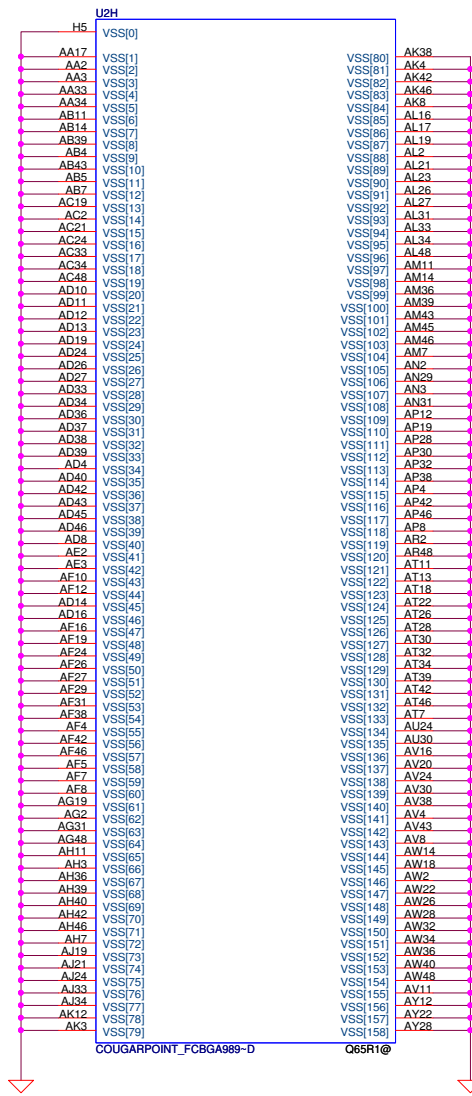 U2H
H5 VSS[0]
AA17 VSS[1] VSS[80] AK38
AA2 VSS[2] VSS[81] AK4
AA3 VSS[3] VSS[82] AK42
AA33 VSS[4] VSS[83] AK46
AA34 VSS[5] VSS[84] AK8
AB11 VSS[6] VSS[85] AL16
AB14 VSS[7] VSS[86] AL17
AB39 VSS[8] VSS[87] AL19
AB4 VSS[9] VSS[88] AL2
AB43 VSS[10] VSS[89] AL21
AB5 VSS[11] VSS[90] AL23
AB7 VSS[12] VSS[91] AL26
AC19 VSS[13] VSS[92] AL27
AC2 VSS[14] VSS[93] AL31
AC21 VSS[15] VSS[94] AL33
AC24 VSS[16] VSS[95] AL34
AC33 VSS[17] VSS[96] AL48
AC34 VSS[18] VSS[97] AM11
AC48 VSS[19] VSS[98] AM14
AD10 VSS[20] VSS[99] AM36
AD11 VSS[21] VSS[100] AM39
AD12 VSS[22] VSS[101] AM43
AD13 VSS[23] VSS[102] AM45
AD19 VSS[24] VSS[103] AM46
AD24 VSS[25] VSS[104] AM7
AD26 VSS[26] VSS[105] AN2
AD27 VSS[27] VSS[106] AN29
AD33 VSS[28] VSS[107] AN3
AD34 VSS[29] VSS[108] AN31
AD36 VSS[30] VSS[109] AP12
AD37 VSS[31] VSS[110] AP19
AD38 VSS[32] VSS[111] AP28
AD39 VSS[33] VSS[112] AP30
AD4 VSS[34] VSS[113] AP32
AD40 VSS[35] VSS[114] AP38
AD42 VSS[36] VSS[115] AP4
AD43 VSS[37] VSS[116] AP42
AD45 VSS[38] VSS[117] AP46
AD46 VSS[39] VSS[118] AP8
AD8 VSS[40] VSS[119] AR2
AE2 VSS[41] VSS[120] AR48
AE3 VSS[42] VSS[121] AT11
AF10 VSS[43] VSS[122] AT13
AF12 VSS[44] VSS[123] AT18
AD14 VSS[45] VSS[124] AT22
AD16 VSS[46] VSS[125] AT26
AF16 VSS[47] VSS[126] AT28
AF19 VSS[48] VSS[127] AT30
AF24 VSS[49] VSS[128] AT32
AF26 VSS[50] VSS[129] AT34
AF27 VSS[51] VSS[130] AT39
AF29 VSS[52] VSS[131] AT42
AF31 VSS[53] VSS[132] AT46
AF38 VSS[54] VSS[133] AT7
AF4 VSS[55] VSS[134] AU24
AF42 VSS[56] VSS[135] AU30
AF46 VSS[57] VSS[136] AV16
AF5 VSS[58] VSS[137] AV20
AF7 VSS[59] VSS[138] AV24
AF8 VSS[60] VSS[139] AV30
AG19 VSS[61] VSS[140] AV38
AG2 VSS[62] VSS[141] AV4
AG31 VSS[63] VSS[142] AV43
AG48 VSS[64] VSS[143] AV8
AH11 VSS[65] VSS[144] AW14
AH3 VSS[66] VSS[145] AW18
AH36 VSS[67] VSS[146] AW2
AH39 VSS[68] VSS[147] AW22
AH40 VSS[69] VSS[148] AW26
AH42 VSS[70] VSS[149] AW28
AH46 VSS[71] VSS[150] AW32
AH7 VSS[72] VSS[151] AW34
AJ19 VSS[73] VSS[152] AW36
AJ21 VSS[74] VSS[153] AW40
AJ24 VSS[75] VSS[154] AW48
AJ33 VSS[76] VSS[155] AV11
AJ34 VSS[77] VSS[156] AY12
AK12 VSS[78] VSS[157] AY22
AK3 VSS[79] VSS[158] AY28
COUGARPOINT_FCBGA989~D Q65R1@